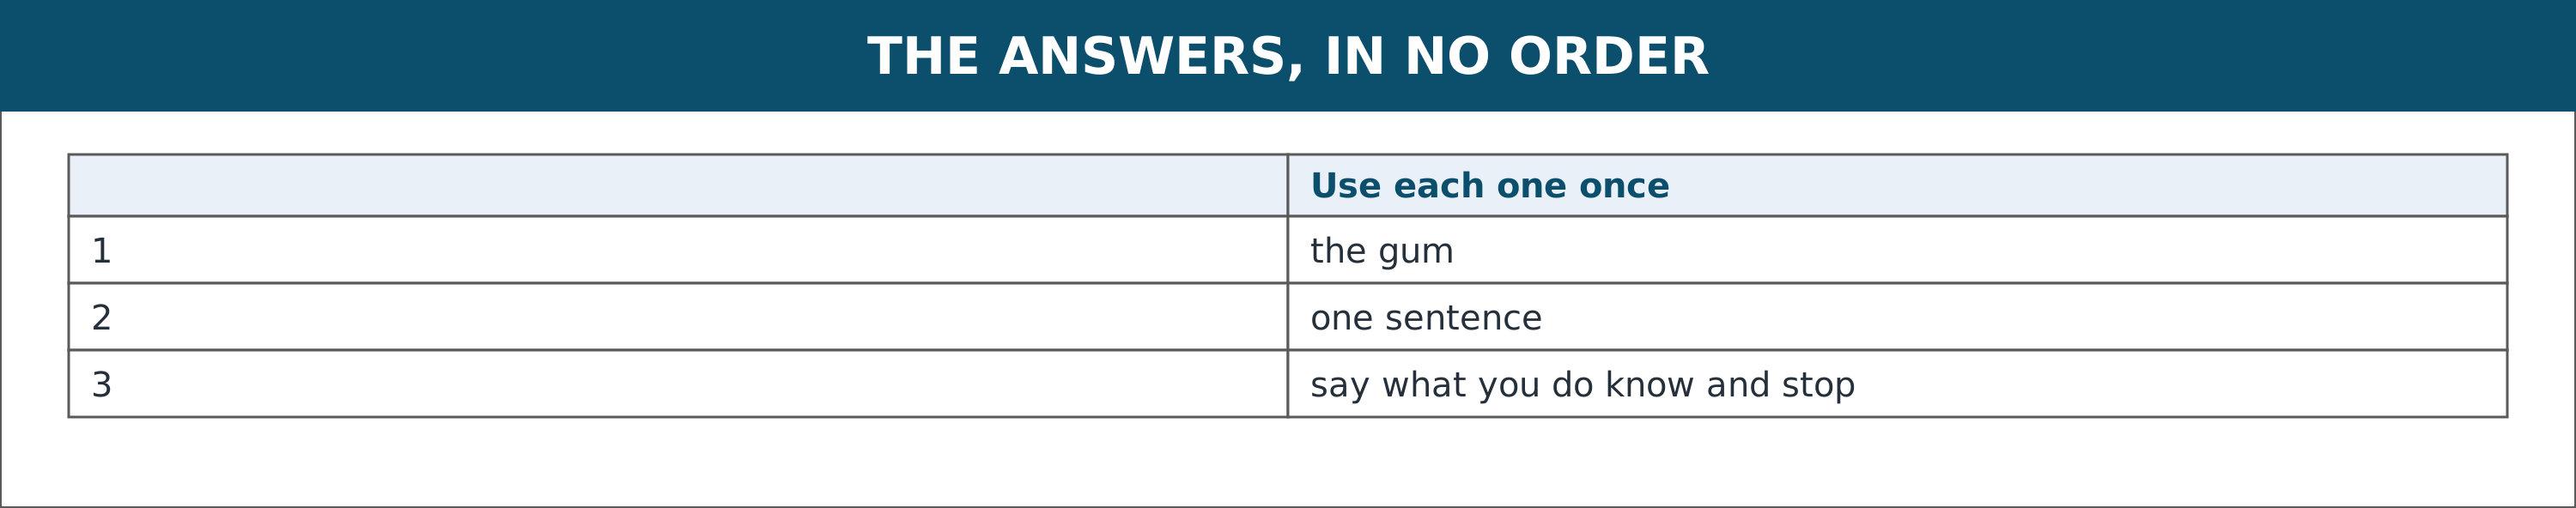 THE ANSWERS, IN NO ORDER
Use each one once
1 the gum
2 one sentence
3 say what you do know and stop